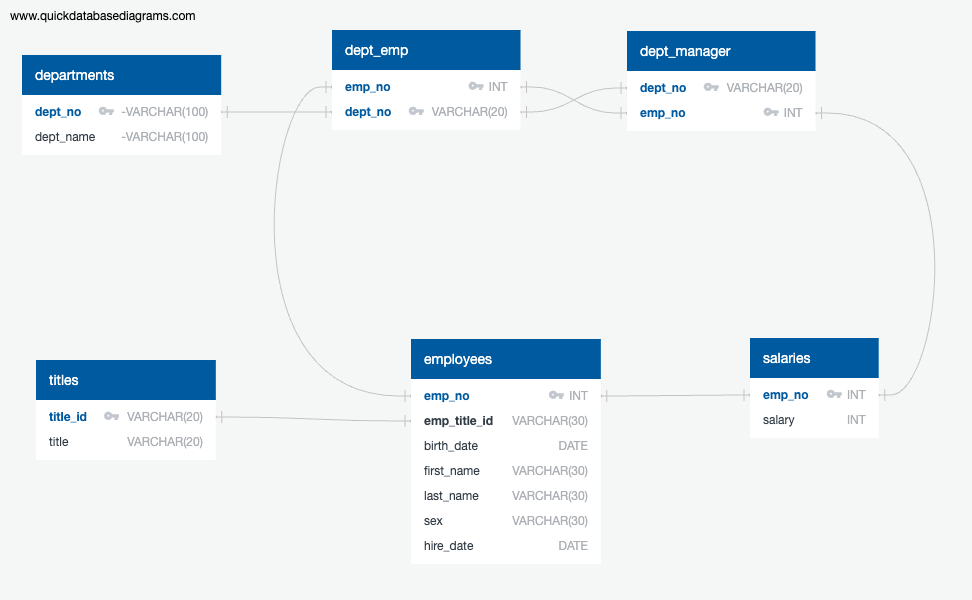 www.quickdatabasediagrams.com
departments
dept_no -VARCHAR(100)
dept_name -VARCHAR(100)
dept_emp
emp_no INT
dept_no VARCHAR(20)
dept_manager
dept_no VARCHAR(20)
emp_no INT
titles
title_id VARCHAR(20)
title VARCHAR(20)
employees
emp_no INT
emp_title_id VARCHAR(30)
birth_date DATE
first_name VARCHAR(30)
last_name VARCHAR(30)
sex VARCHAR(30)
hire_date DATE
salaries
emp_no INT
salary INT